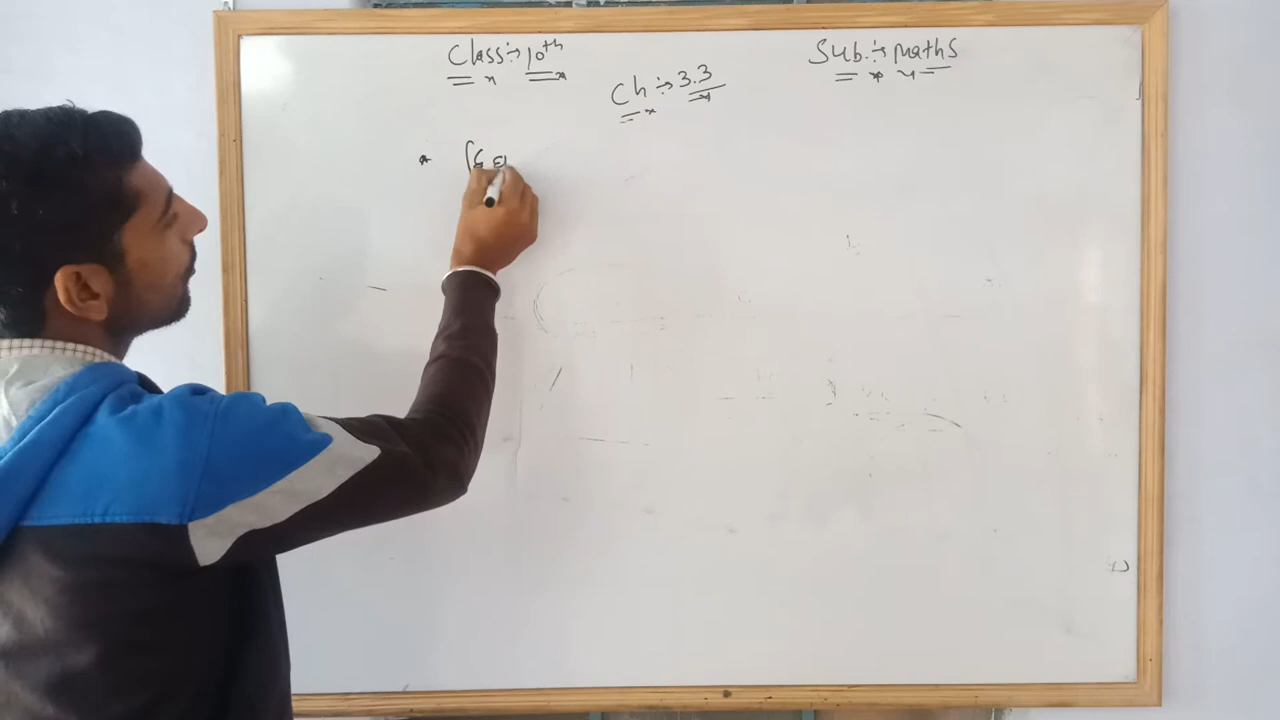 Class :- 10th
Sub. :- Maths
Ch :- 3.3